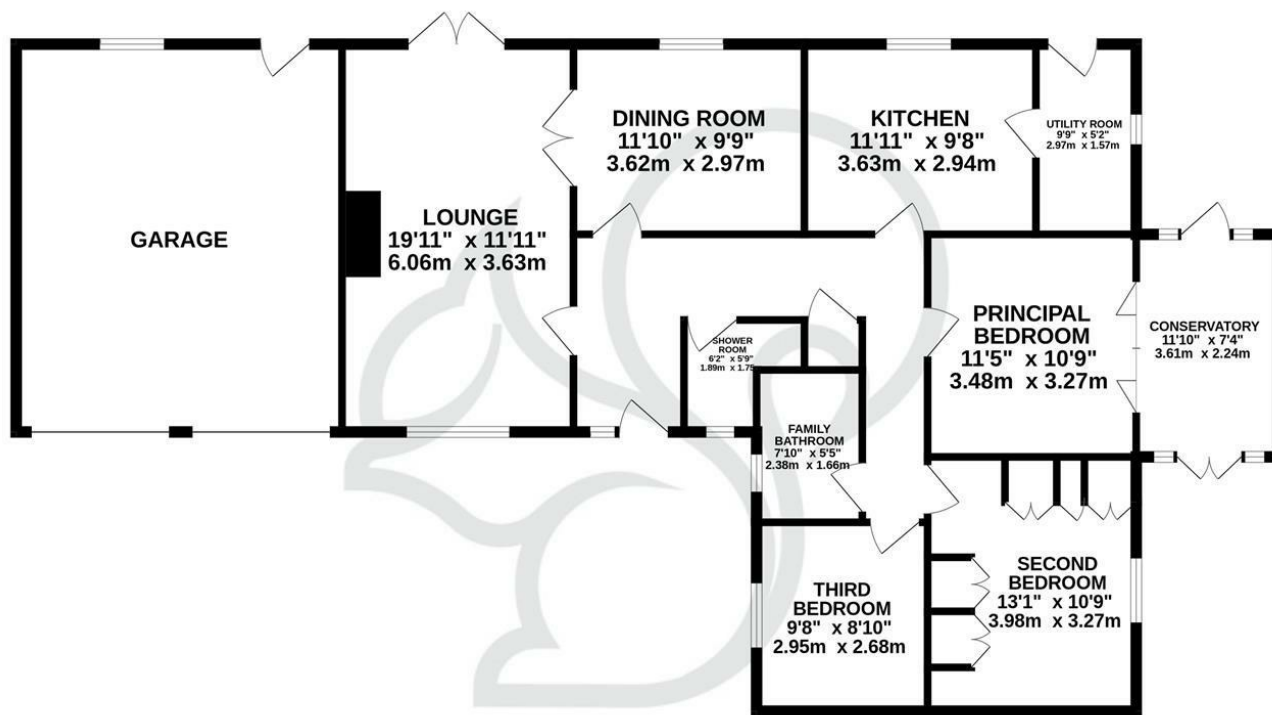 GARAGE
LOUNGE
19'11" x 11'11"
6.06m x 3.63m
DINING ROOM
11'10" x 9'9"
3.62m x 2.97m
KITCHEN
11'11" x 9'8"
3.63m x 2.94m
UTILITY ROOM
9'9" x 5'2"
2.97m x 1.57m
PRINCIPAL
BEDROOM
11'5" x 10'9"
3.48m x 3.27m
CONSERVATORY
11'10" x 7'4"
3.61m x 2.24m
SHOWER
ROOM
6'2" x 5'9"
1.89m x 1.75
FAMILY
BATHROOM
7'10" x 5'5"
2.38m x 1.66m
THIRD
BEDROOM
9'8" x 8'10"
2.95m x 2.68m
SECOND
BEDROOM
13'1" x 10'9"
3.98m x 3.27m